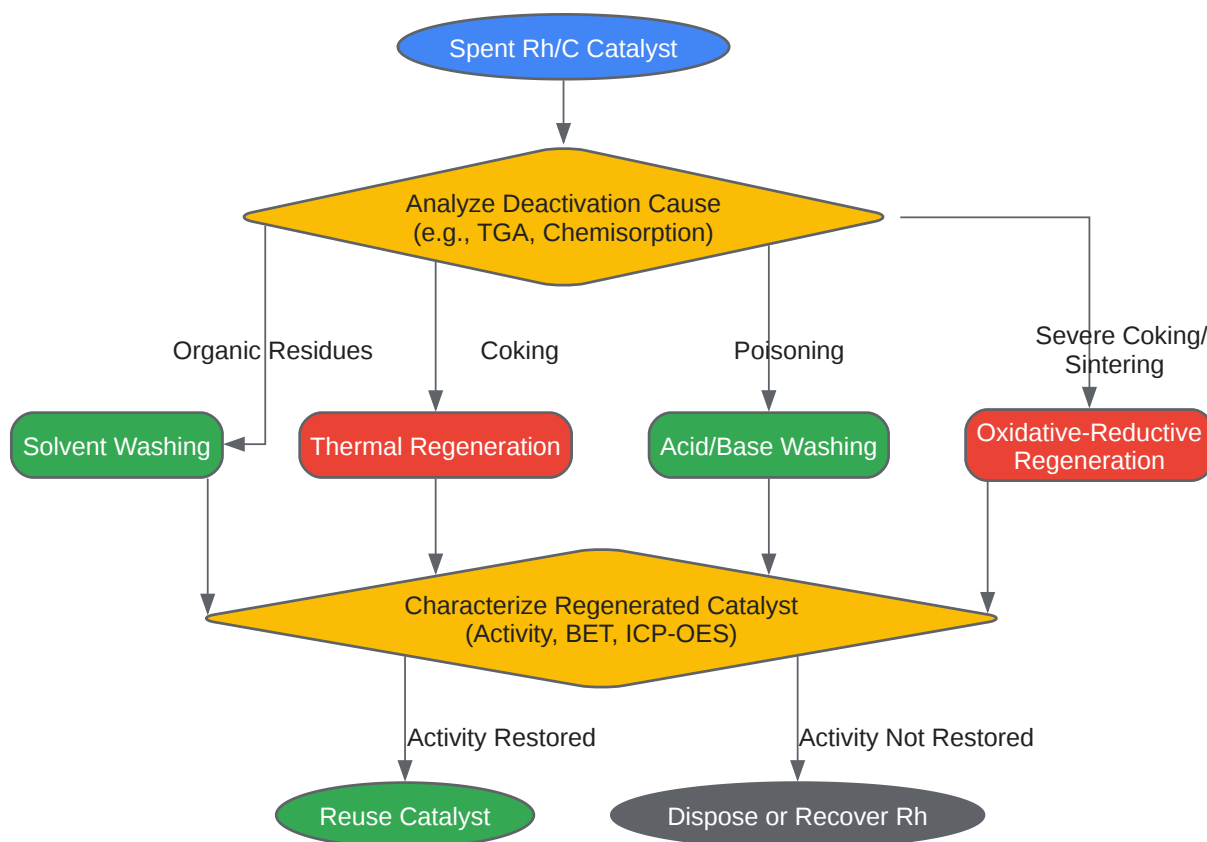 Spent Rh/C Catalyst
Analyze Deactivation Cause
(e.g., TGA, Chemisorption)
Organic Residues
Coking
Poisoning
Severe Coking/
Sintering
Solvent Washing
Thermal Regeneration
Acid/Base Washing
Oxidative-Reductive
Regeneration
Characterize Regenerated Catalyst
(Activity, BET, ICP-OES)
Activity Restored
Activity Not Restored
Reuse Catalyst
Dispose or Recover Rh